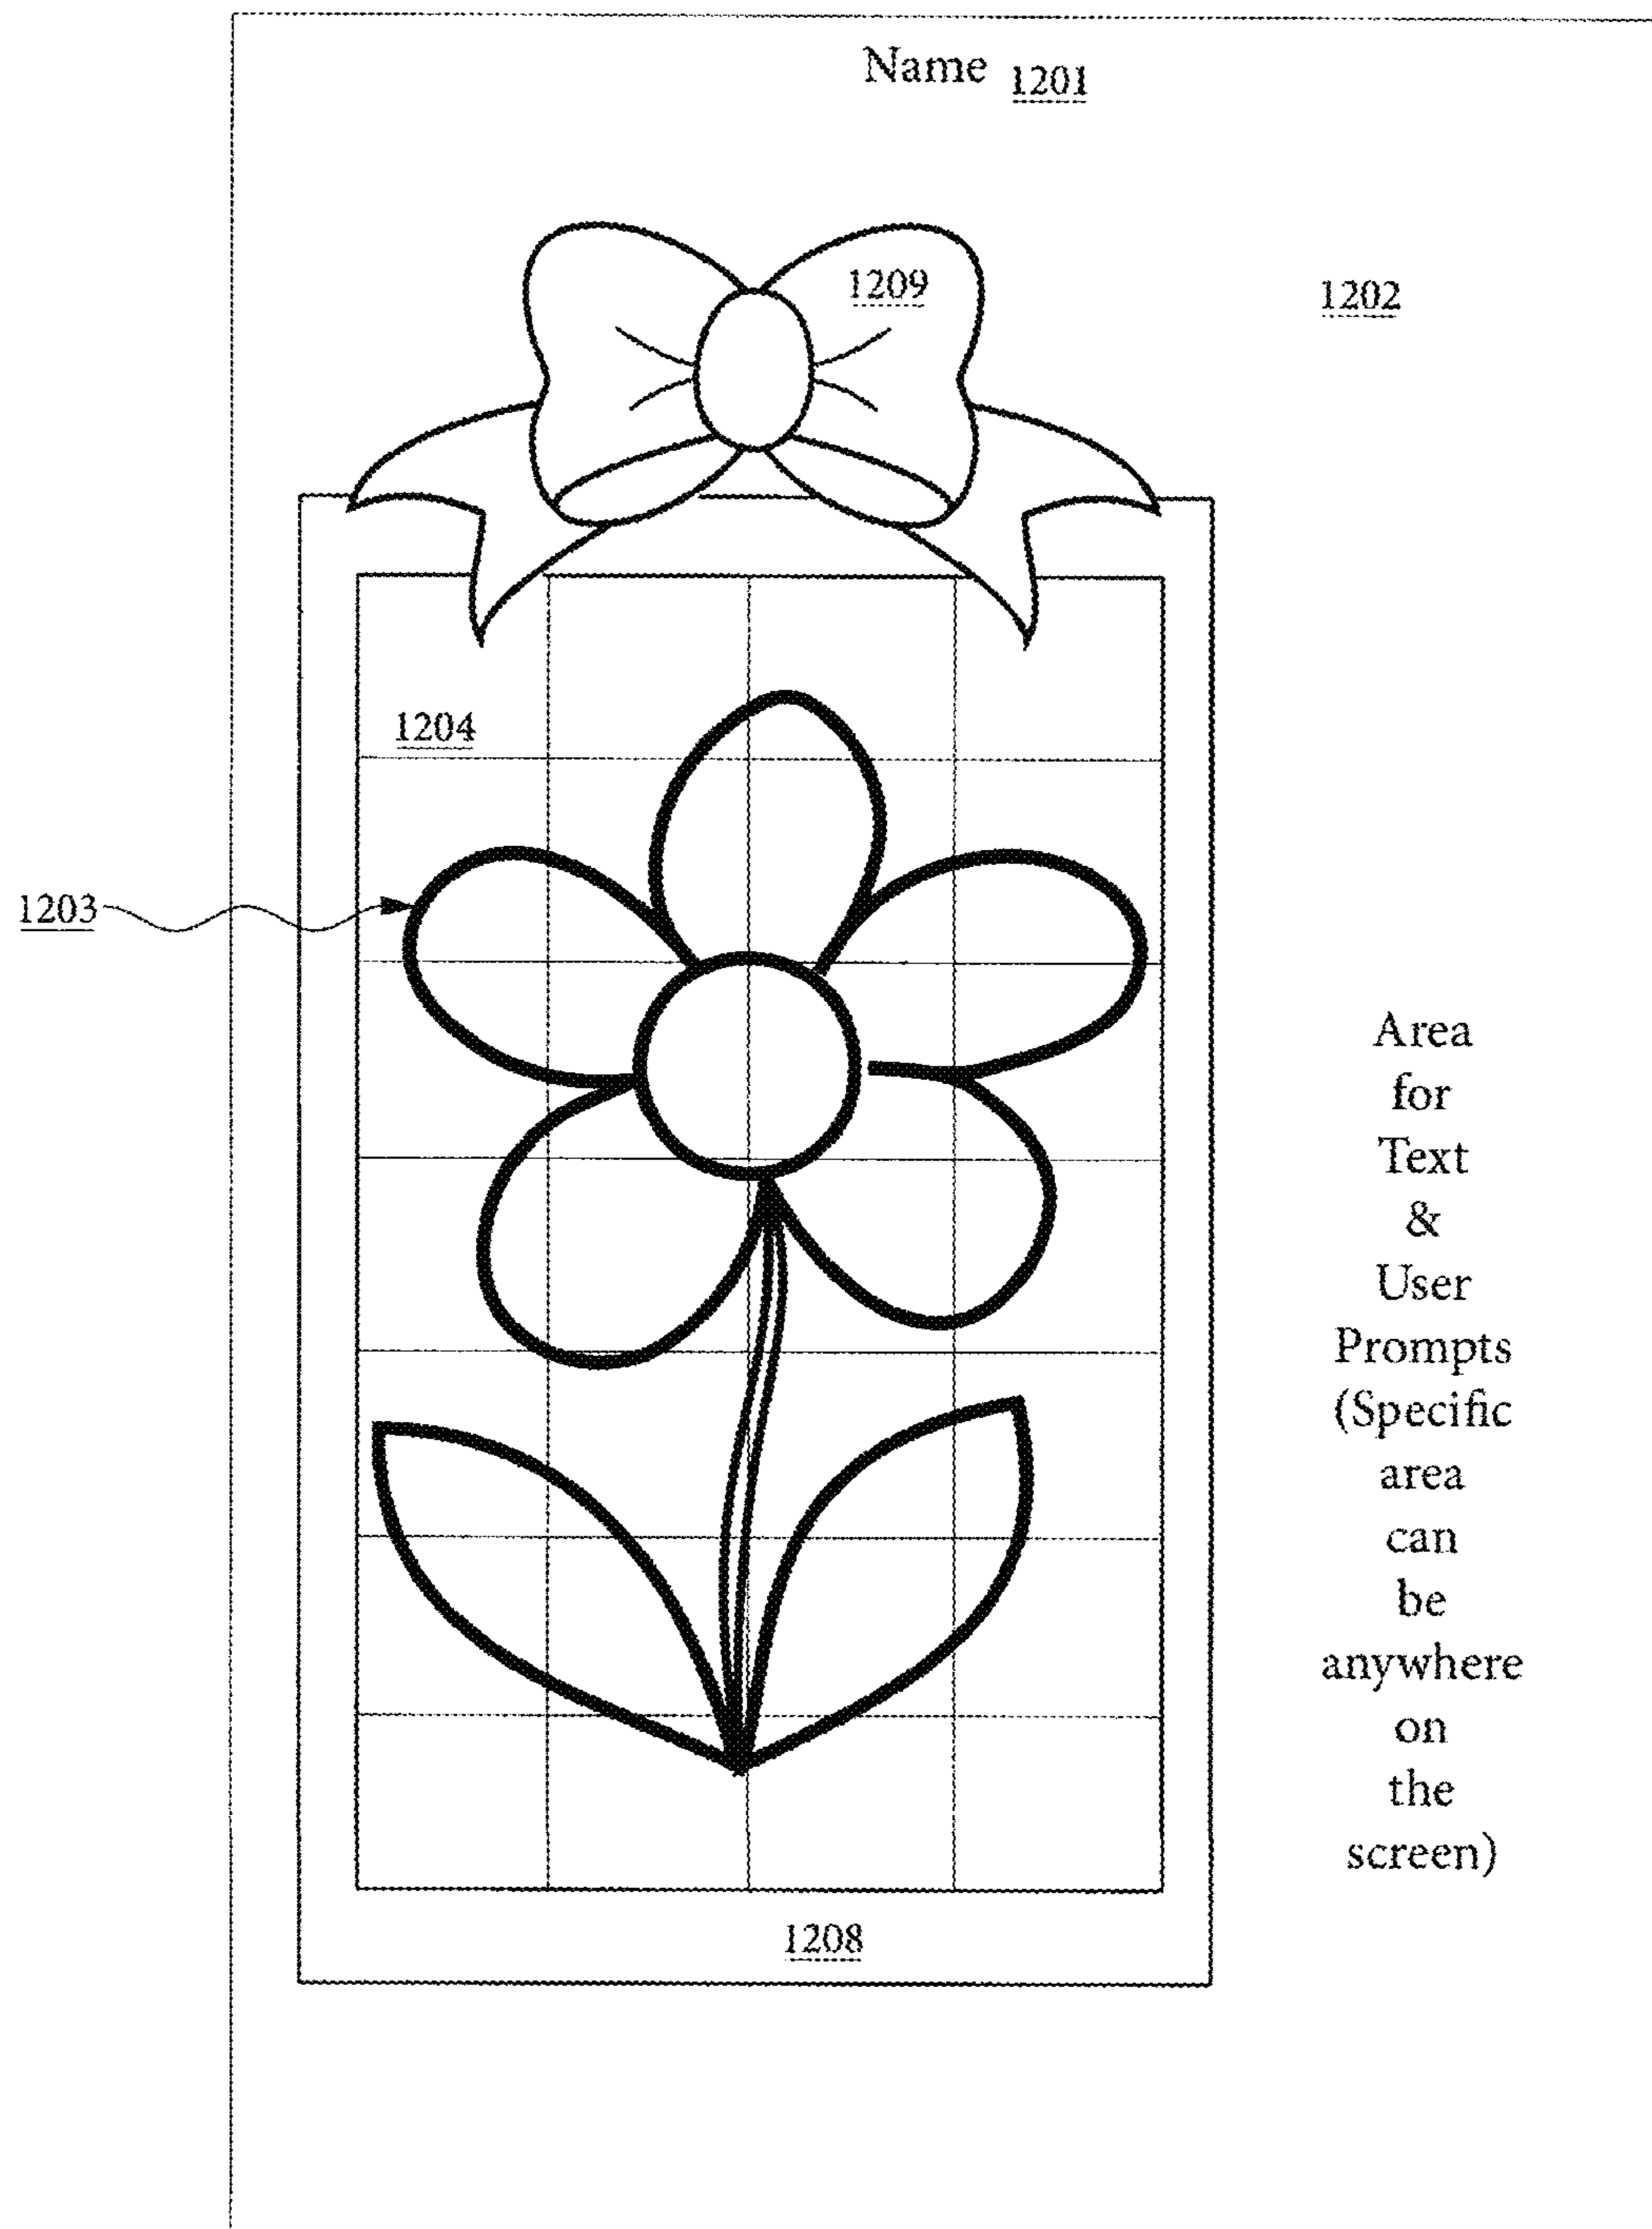 Name 1201
1209
1202
1204
1203
Area
for
Text
&
User
Prompts
(Specific
area
can
be
anywhere
on
the
screen)
1208